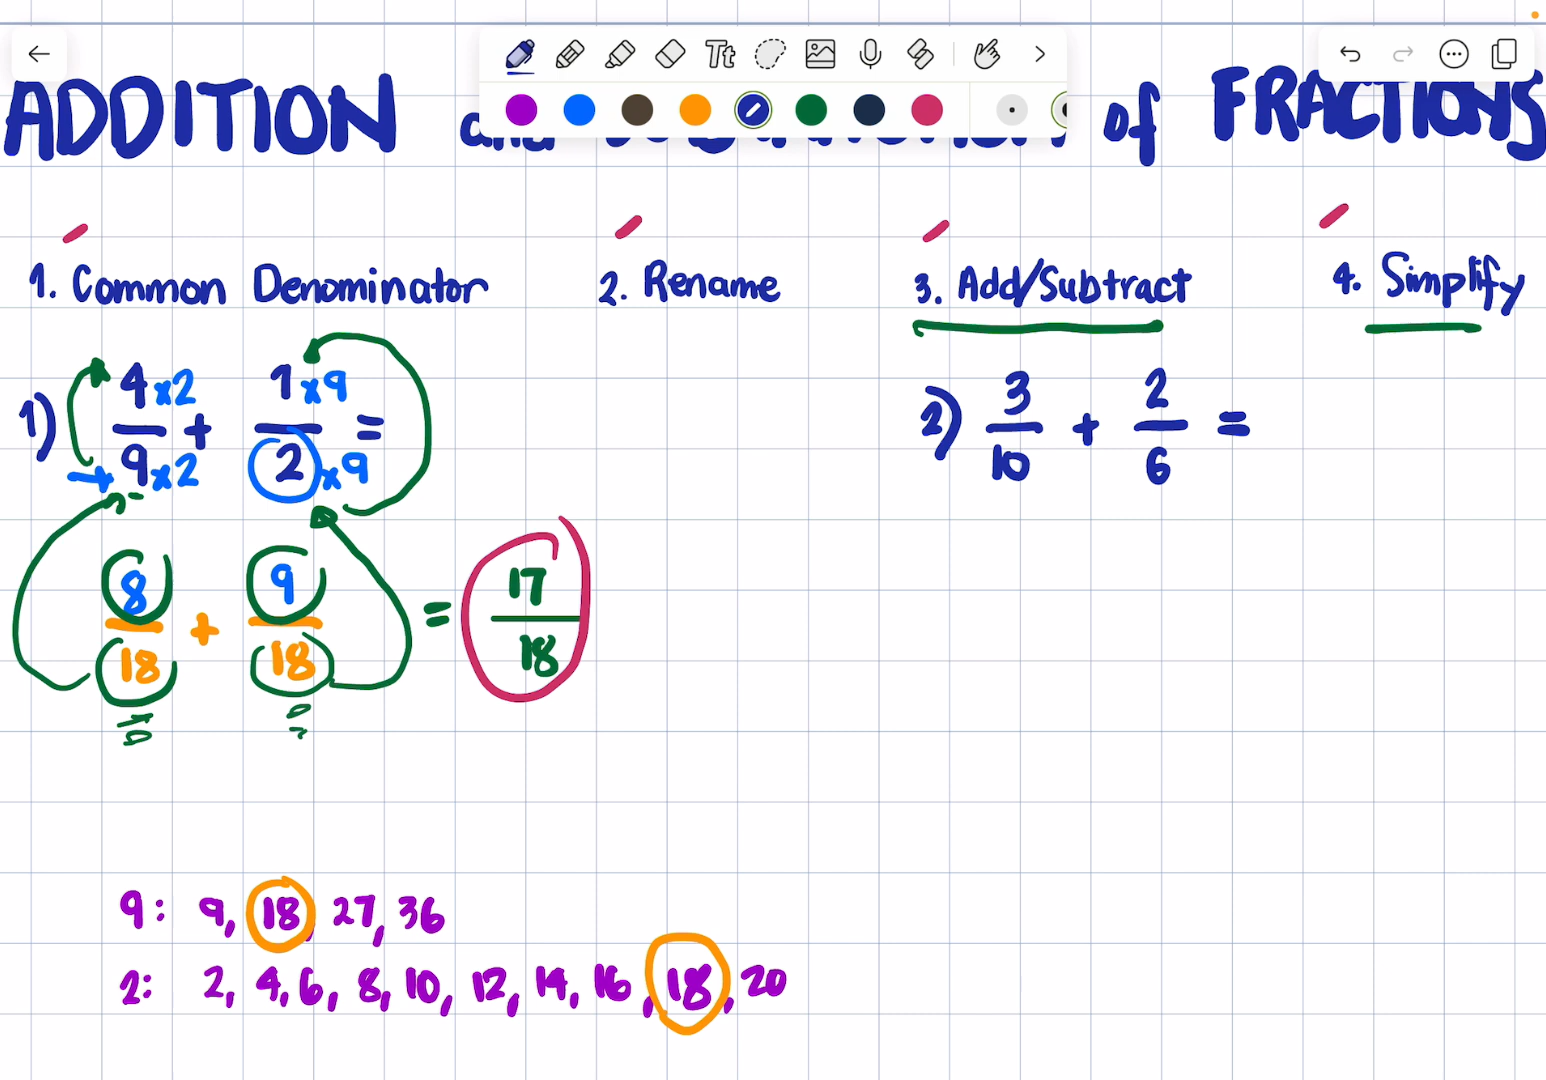 Tt
ADDITION and of FRACTIONS
1. Common Denominator
2. Rename
3. Add/Subtract
4. Simplify
1) 4x2/9x2 + 1x9/2x9 =
8/18 + 9/18 = 17/18
2) 3/10 + 2/6 =
9: 9, 18, 27, 36
2: 2, 4, 6, 8, 10, 12, 14, 16, 18, 20